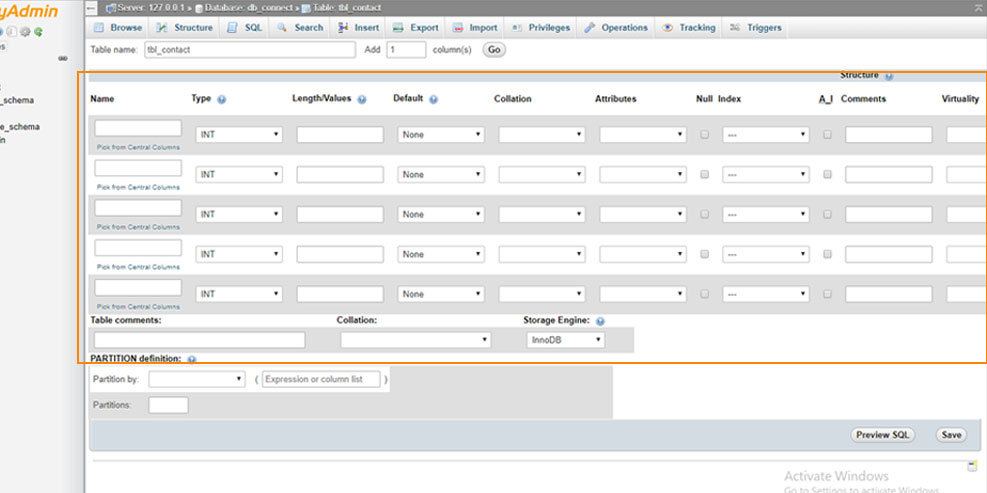 yAdmin
Server: 127.0.0.1 » Database: db_connect » Table: tbl_contact
Browse Structure SQL Search Insert Export Import Privileges Operations Tracking Triggers
Table name: tbl_contact Add 1 column(s) Go
Structure
_schema
e_schema
in
Name Type Length/Values Default Collation Attributes Null Index A_I Comments Virtuality
INT None ---
Pick from Central Columns
INT None ---
Pick from Central Columns
INT None ---
Pick from Central Columns
INT None ---
Pick from Central Columns
INT None ---
Pick from Central Columns
Table comments: Collation: Storage Engine:
InnoDB
PARTITION definition:
Partition by: ( Expression or column list )
Partitions:
Preview SQL Save
Activate Windows
Go to Settings to activate Windows